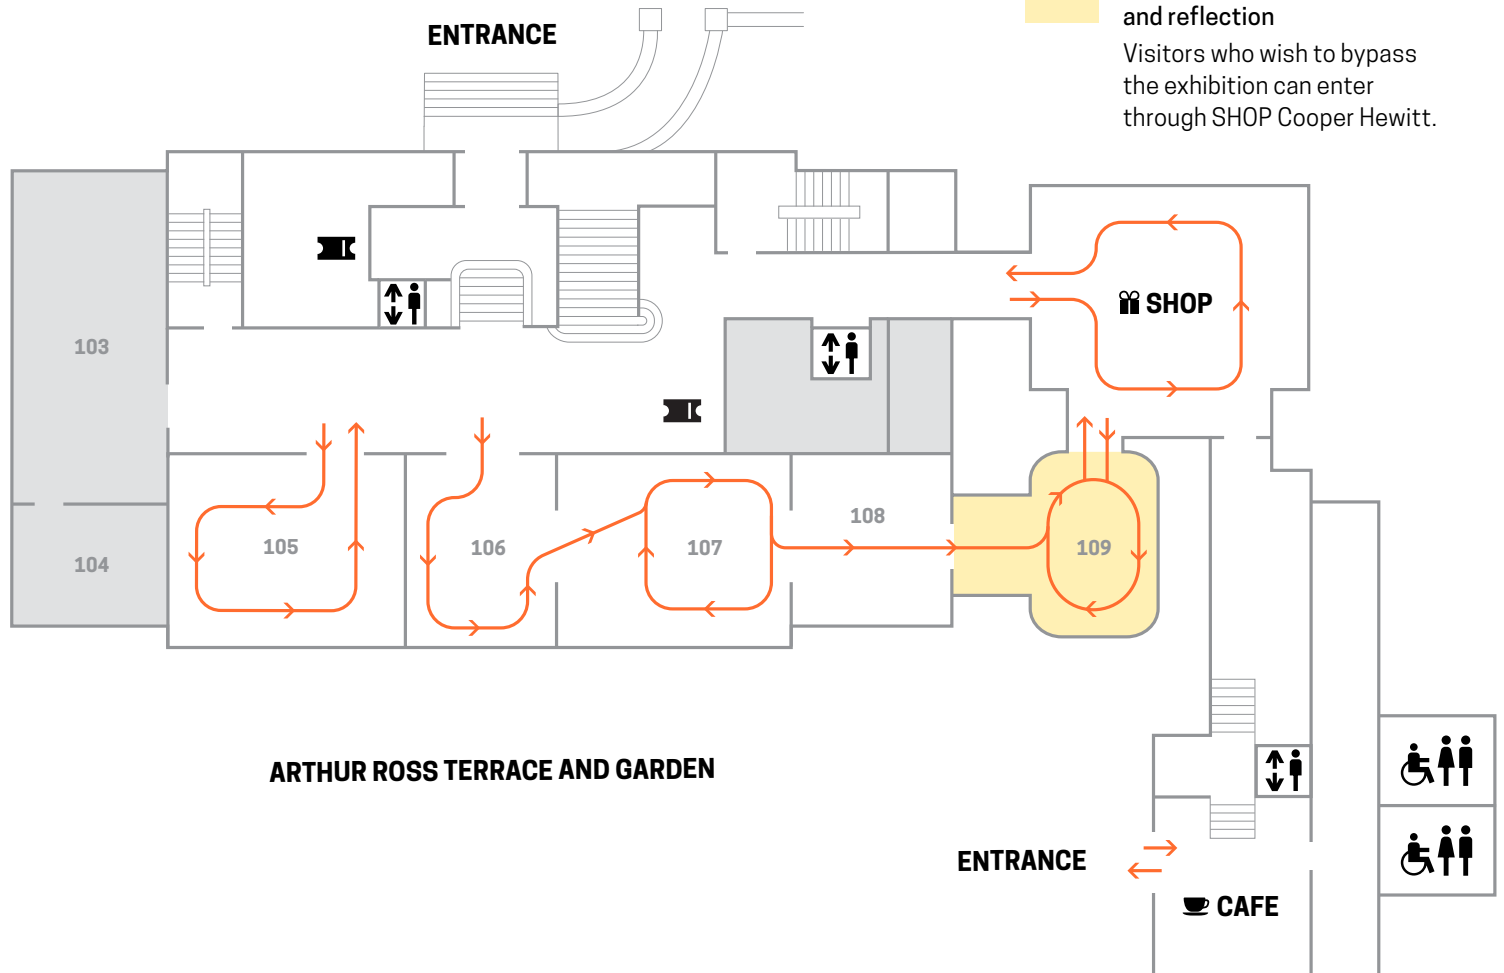 ENTRANCE
and reflection
Visitors who wish to bypass
the exhibition can enter
through SHOP Cooper Hewitt.
SHOP
103
104
105
106
107
108
109
ARTHUR ROSS TERRACE AND GARDEN
ENTRANCE
CAFE